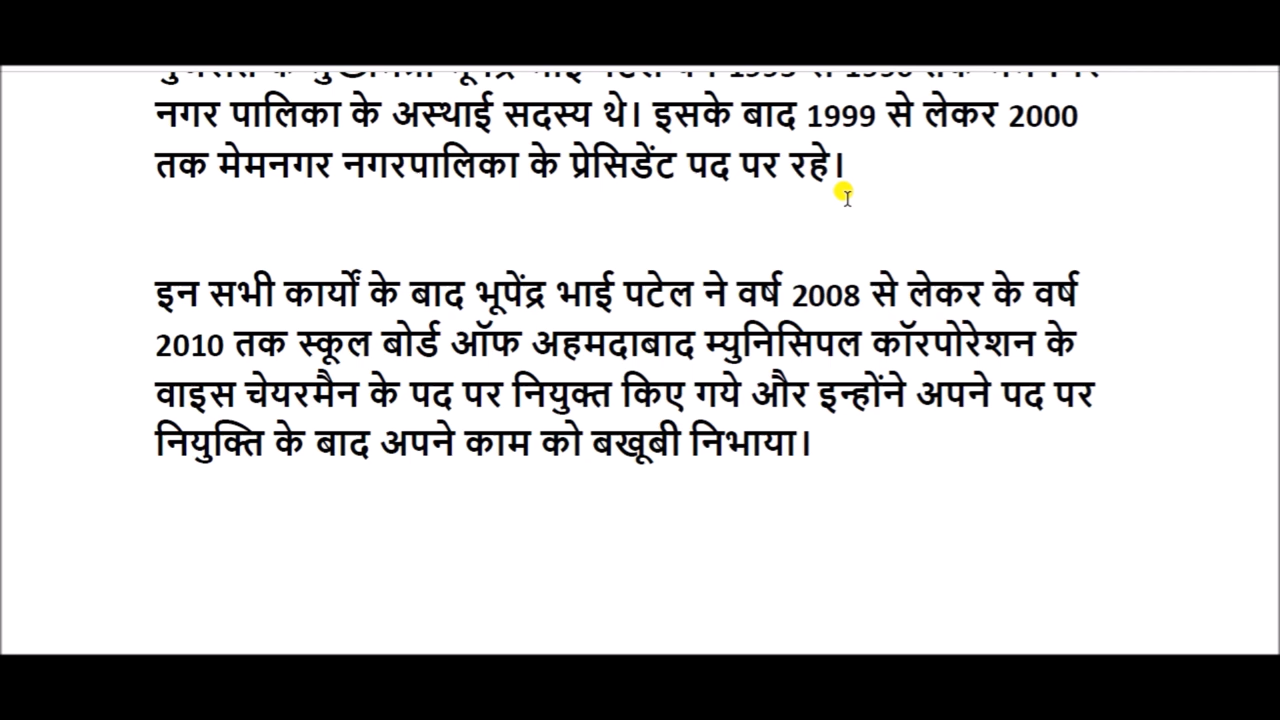 नगर पालिका के अस्थाई सदस्य थे। इसके बाद 1999 से लेकर 2000
तक मेमनगर नगरपालिका के प्रेसिडेंट पद पर रहे।
इन सभी कार्यों के बाद भूपेंद्र भाई पटेल ने वर्ष 2008 से लेकर के वर्ष
2010 तक स्कूल बोर्ड ऑफ अहमदाबाद म्युनिसिपल कॉरपोरेशन के
वाइस चेयरमैन के पद पर नियुक्त किए गये और इन्होंने अपने पद पर
नियुक्ति के बाद अपने काम को बखूबी निभाया।